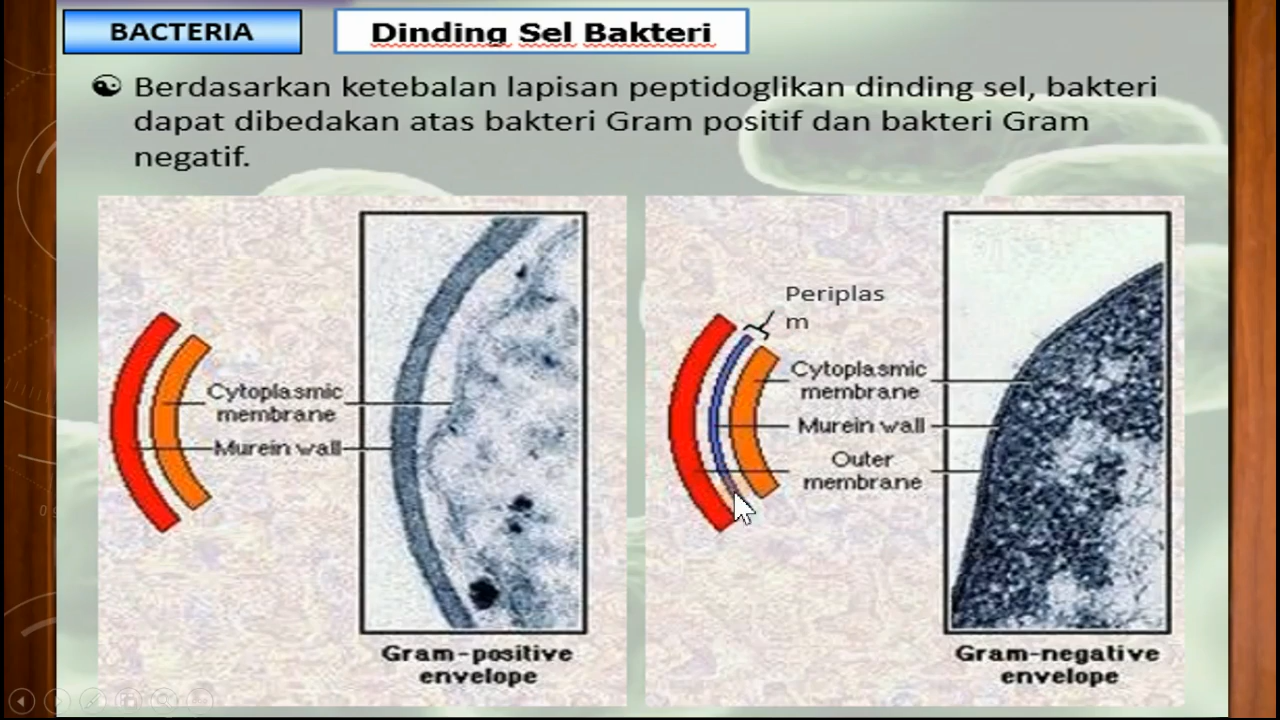 BACTERIA
Dinding Sel Bakteri
Berdasarkan ketebalan lapisan peptidoglikan dinding sel, bakteri
dapat dibedakan atas bakteri Gram positif dan bakteri Gram
negatif.
Cytoplasmic
membrane
Murein wall
Gram-positive
envelope
Periplas
m
Cytoplasmic
membrane
Murein wall
Outer
membrane
Gram-negative
envelope